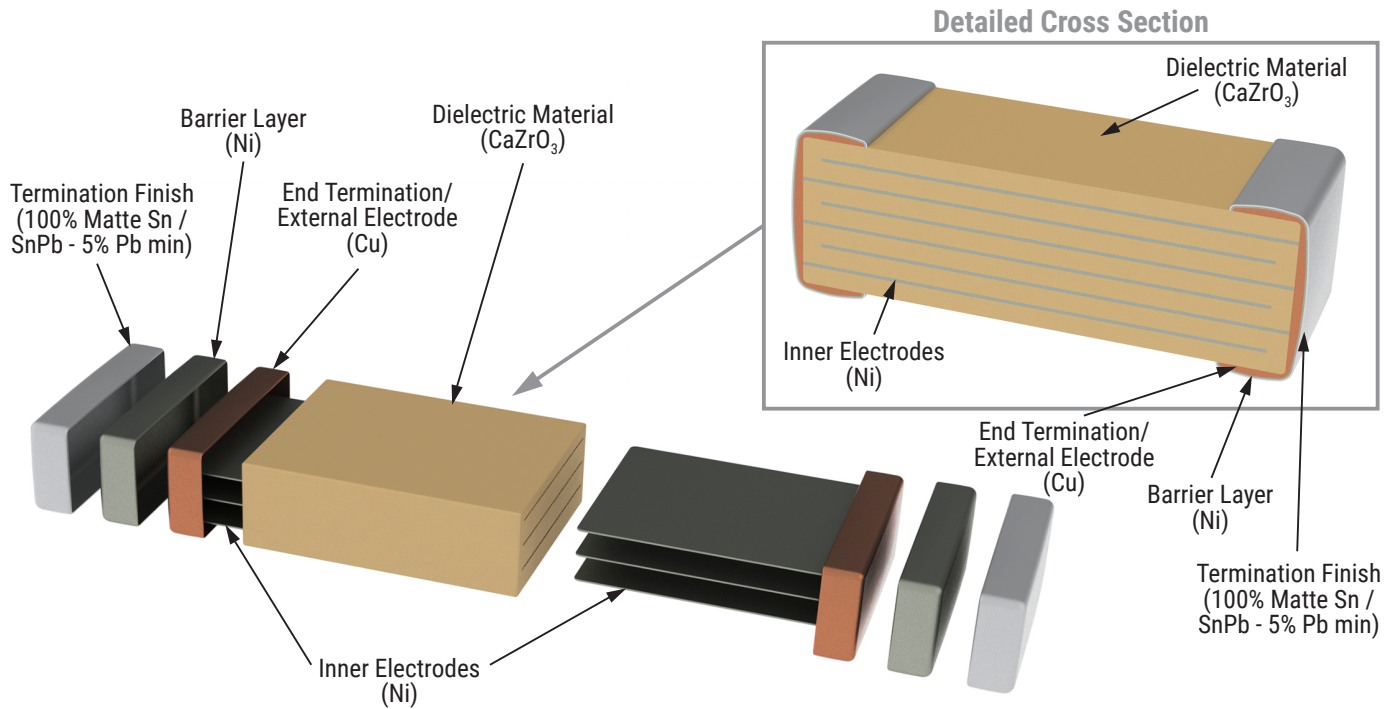 Detailed Cross Section
Dielectric Material
(CaZrO₃)
Barrier Layer
(Ni)
Dielectric Material
(CaZrO₃)
Termination Finish
(100% Matte Sn /
SnPb - 5% Pb min)
End Termination/
External Electrode
(Cu)
Inner Electrodes
(Ni)
End Termination/
External Electrode
(Cu)
Barrier Layer
(Ni)
Termination Finish
(100% Matte Sn /
SnPb - 5% Pb min)
Inner Electrodes
(Ni)